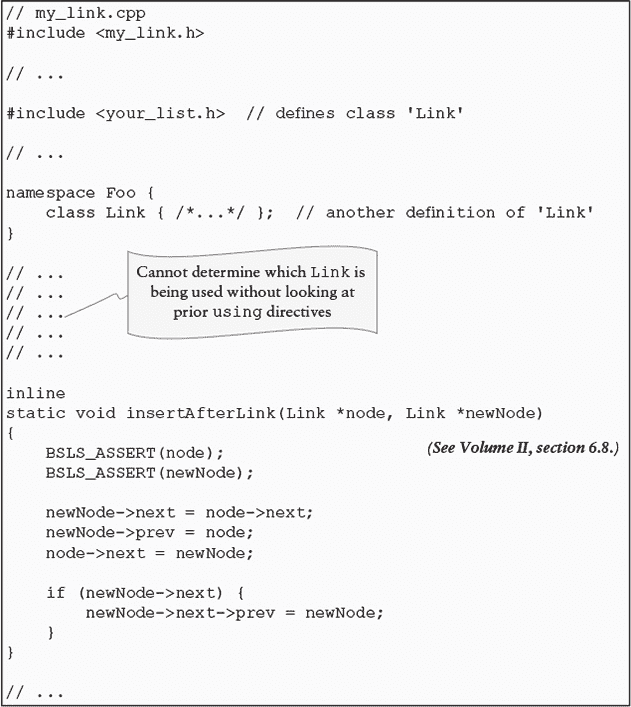 // my_link.cpp
#include <my_link.h>
// ...
#include <your_list.h>  // defines class 'Link'
// ...
namespace Foo {
    class Link { /*...*/ };  // another definition of 'Link'
}
// ...
// ...
// ...
// ...
// ...
Cannot determine which Link is
being used without looking at
prior using directives
inline
static void insertAfterLink(Link *node, Link *newNode)
{
    BSLS_ASSERT(node);
(See Volume II, section 6.8.)
    BSLS_ASSERT(newNode);
    newNode->next = node->next;
    newNode->prev = node;
    node->next = newNode;
    if (newNode->next) {
        newNode->next->prev = newNode;
    }
}
// ...